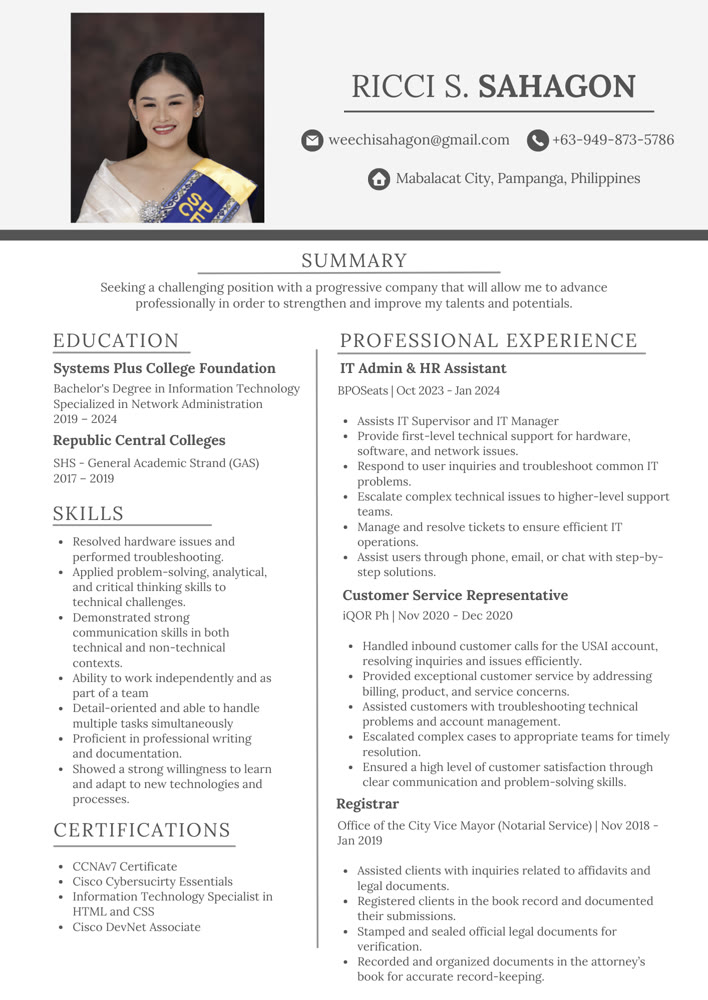 RICCI S. SAHAGON
weechisahagon@gmail.com
+63-949-873-5786
Mabalacat City, Pampanga, Philippines
SUMMARY
Seeking a challenging position with a progressive company that will allow me to advance
professionally in order to strengthen and improve my talents and potentials.
EDUCATION
Systems Plus College Foundation
Bachelor's Degree in Information Technology
Specialized in Network Administration
2019 – 2024
Republic Central Colleges
SHS - General Academic Strand (GAS)
2017 – 2019
SKILLS
• Resolved hardware issues and
performed troubleshooting.
• Applied problem-solving, analytical,
and critical thinking skills to
technical challenges.
• Demonstrated strong
communication skills in both
technical and non-technical
contexts.
• Ability to work independently and as
part of a team
• Detail-oriented and able to handle
multiple tasks simultaneously
• Proficient in professional writing
and documentation.
• Showed a strong willingness to learn
and adapt to new technologies and
processes.
CERTIFICATIONS
• CCNAv7 Certificate
• Cisco Cybersucirty Essentials
• Information Technology Specialist in
HTML and CSS
• Cisco DevNet Associate
PROFESSIONAL EXPERIENCE
IT Admin & HR Assistant
BPOSeats | Oct 2023 - Jan 2024
• Assists IT Supervisor and IT Manager
• Provide first-level technical support for hardware,
software, and network issues.
• Respond to user inquiries and troubleshoot common IT
problems.
• Escalate complex technical issues to higher-level support
teams.
• Manage and resolve tickets to ensure efficient IT
operations.
• Assist users through phone, email, or chat with step-by-
step solutions.
Customer Service Representative
iQOR Ph | Nov 2020 - Dec 2020
• Handled inbound customer calls for the USAI account,
resolving inquiries and issues efficiently.
• Provided exceptional customer service by addressing
billing, product, and service concerns.
• Assisted customers with troubleshooting technical
problems and account management.
• Escalated complex cases to appropriate teams for timely
resolution.
• Ensured a high level of customer satisfaction through
clear communication and problem-solving skills.
Registrar
Office of the City Vice Mayor (Notarial Service) | Nov 2018 -
Jan 2019
• Assisted clients with inquiries related to affidavits and
legal documents.
• Registered clients in the book record and documented
their submissions.
• Stamped and sealed official legal documents for
verification.
• Recorded and organized documents in the attorney's
book for accurate record-keeping.